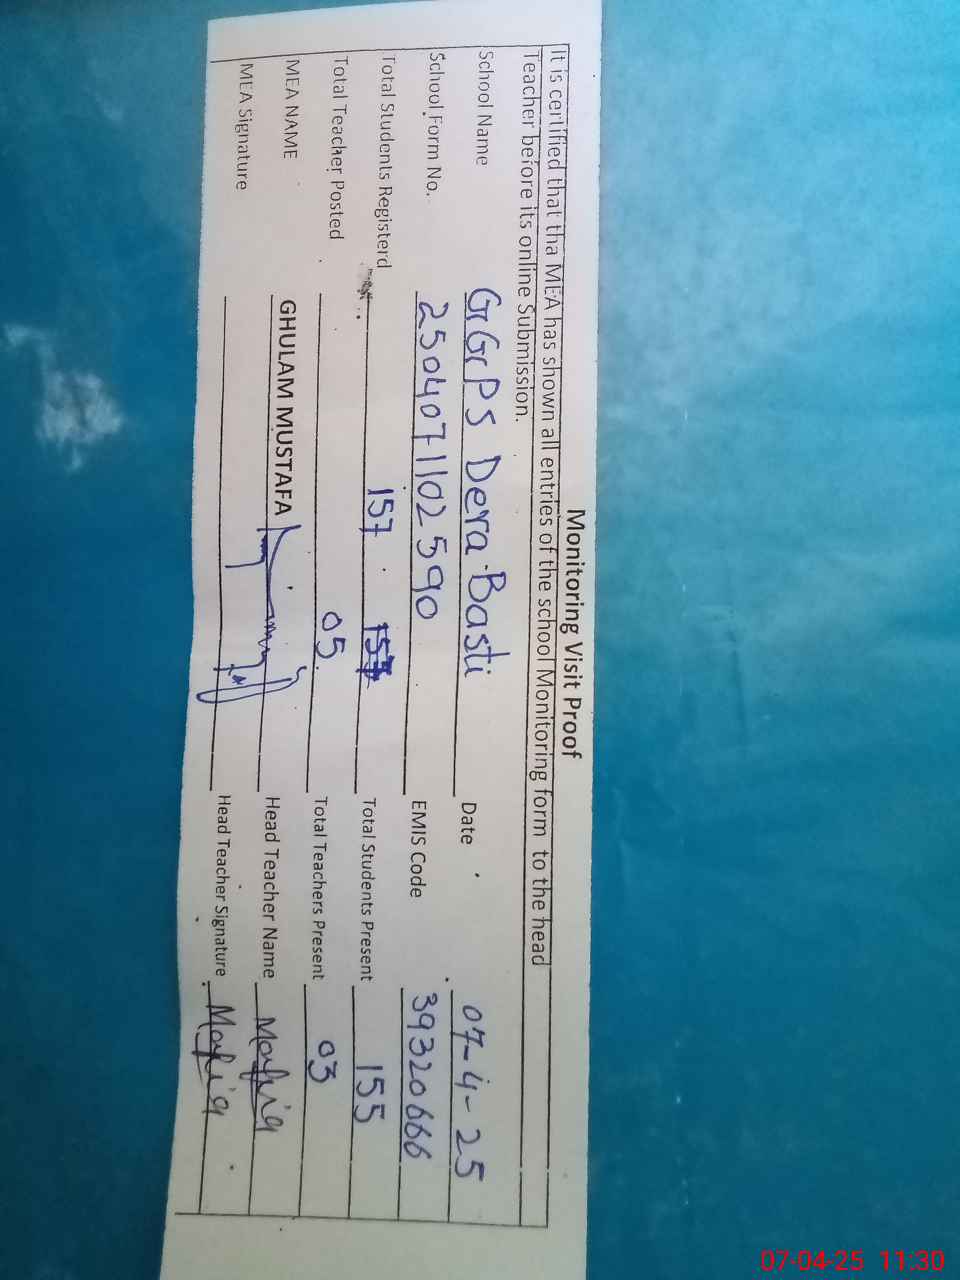 Monitoring Visit Proof
It is certified that tha MEA has shown all entries of the school Monitoring form to the head
Teacher before its online Submission.
School Name GGPS Dera Basti Date 07-4-25
School Form No. 2504071102590 EMIS Code 39320666
Total Students Registerd 157 157 Total Students Present 155
Total Teacher Posted 05 Total Teachers Present 03
MEA NAME GHULAM MUSTAFA Head Teacher Name
MEA Signature Head Teacher Signature
07-04-25 11:30